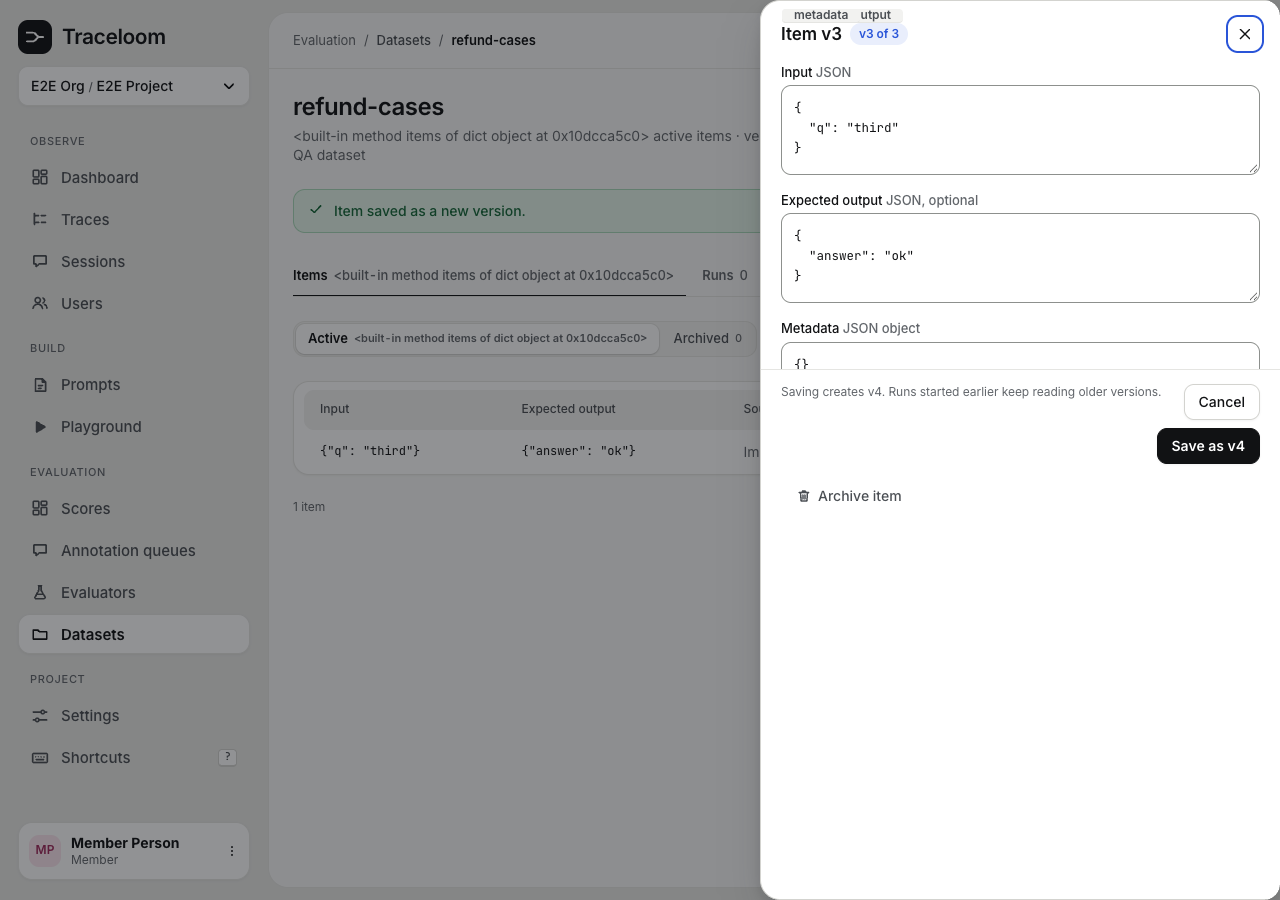 Traceloom
E2E Org / E2E Project
OBSERVE
Dashboard
Traces
Sessions
Users
BUILD
Prompts
Playground
EVALUATION
Scores
Annotation queues
Evaluators
Datasets
PROJECT
Settings
Shortcuts ?
MP
Member Person
Member
Evaluation / Datasets / refund-cases
refund-cases
<built-in method items of dict object at 0x10dcca5c0> active items · ve
QA dataset
Item saved as a new version.
Items <built-in method items of dict object at 0x10dcca5c0> Runs 0
Active <built-in method items of dict object at 0x10dcca5c0> Archived 0
Input Expected output Sou
{"q": "third"} {"answer": "ok"} Im
1 item
metadata utput
Item v3 v3 of 3
Input JSON
{
"q": "third"
}
Expected output JSON, optional
{
"answer": "ok"
}
Metadata JSON object
{}
Saving creates v4. Runs started earlier keep reading older versions.
Cancel
Save as v4
Archive item